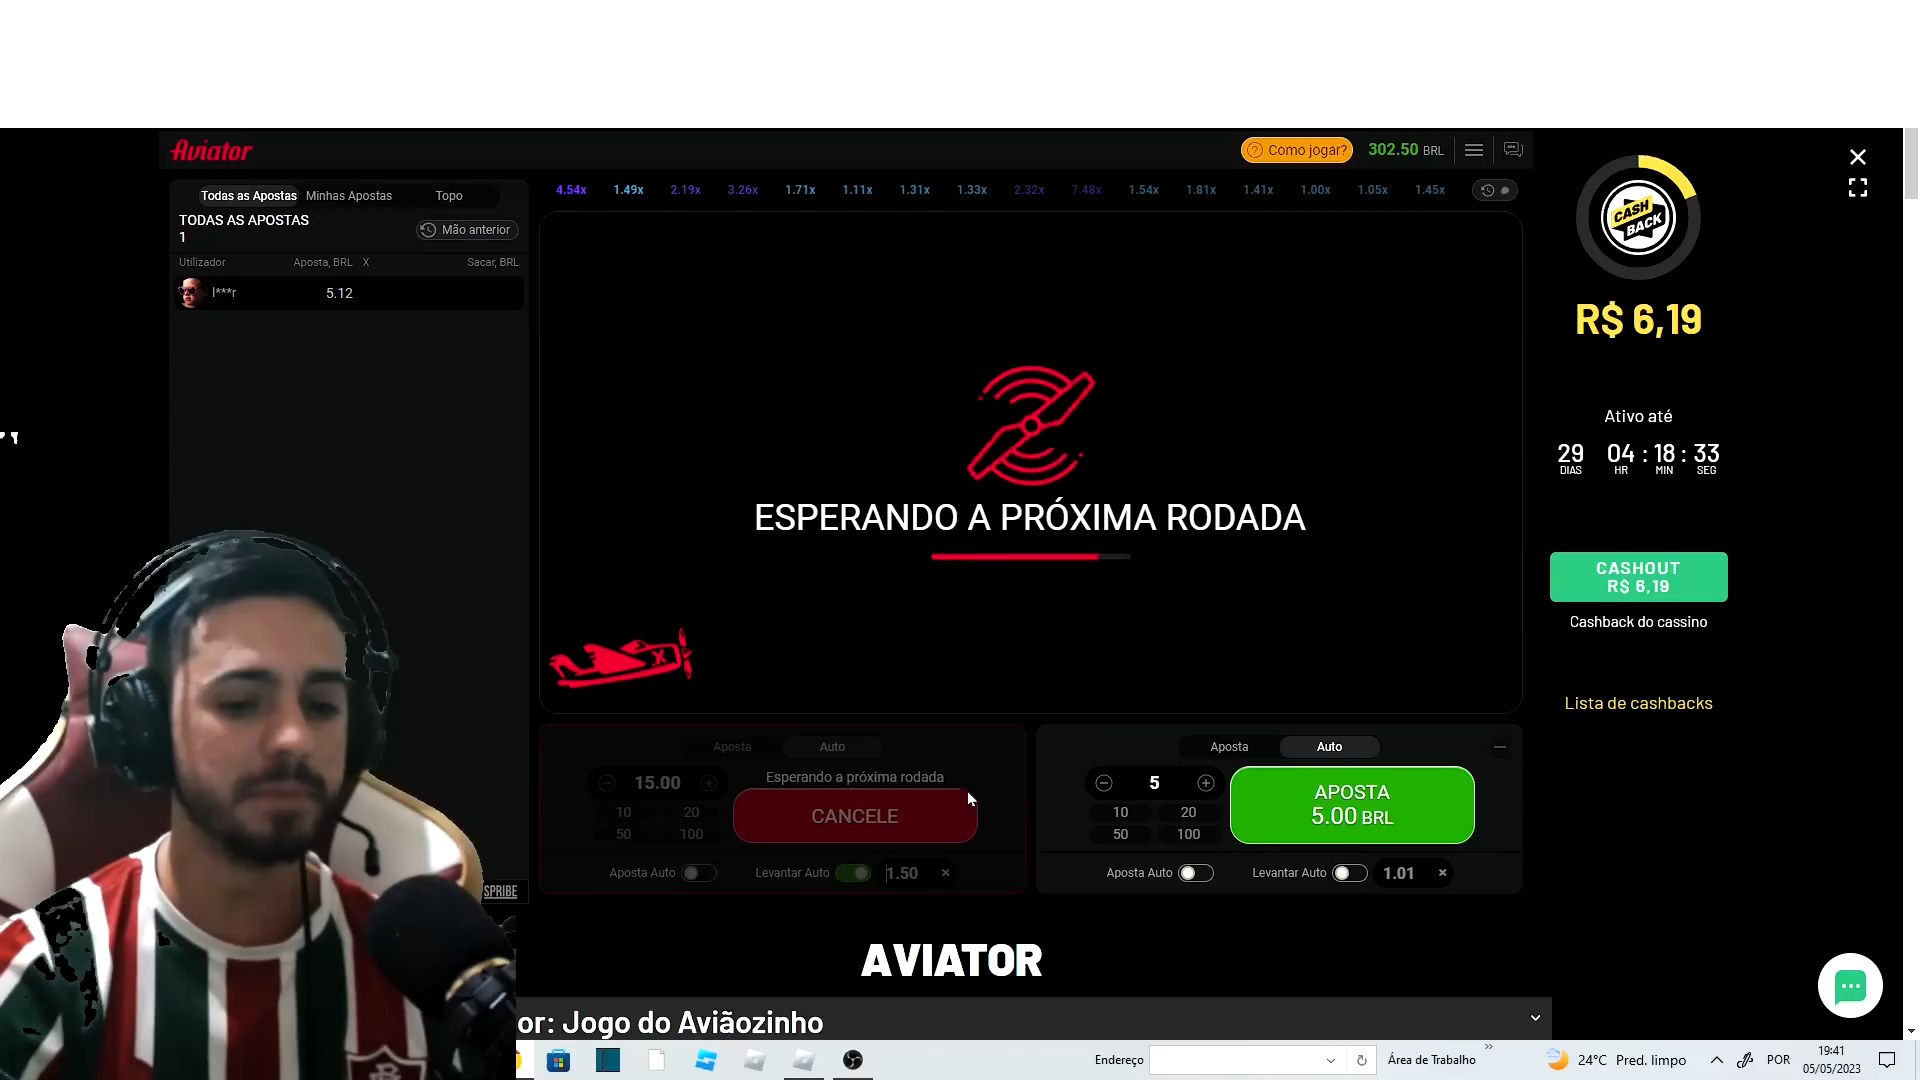 Aviator
Como jogar?
302.50 BRL
Todas as Apostas
Minhas Apostas
Topo
4.54x 1.49x 2.19x 3.26x 1.71x 1.11x 1.31x 1.33x 2.32x 7.48x 1.54x 1.81x 1.41x 1.00x 1.05x 1.45x
TODAS AS APOSTAS
1
Mão anterior
Utilizador Aposta, BRL X Sacar, BRL
l***r 5.12
ESPERANDO A PRÓXIMA RODADA
CASH
BACK
R$ 6,19
Ativo até
29 04 : 18 : 33
DIAS HR MIN SEG
CASHOUT
R$ 6,19
Cashback do cassino
Lista de cashbacks
Aposta Auto
15.00
10 20
50 100
Esperando a próxima rodada
CANCELE
Aposta Auto
Levantar Auto
1.50 ×
Aposta Auto
5
10 20
50 100
APOSTA
5.00 BRL
Aposta Auto
Levantar Auto
1.01 ×
SPRIBE
AVIATOR
or: Jogo do Aviãozinho
Endereço
Área de Trabalho
24°C Pred. limpo
POR
19:41
05/05/2023